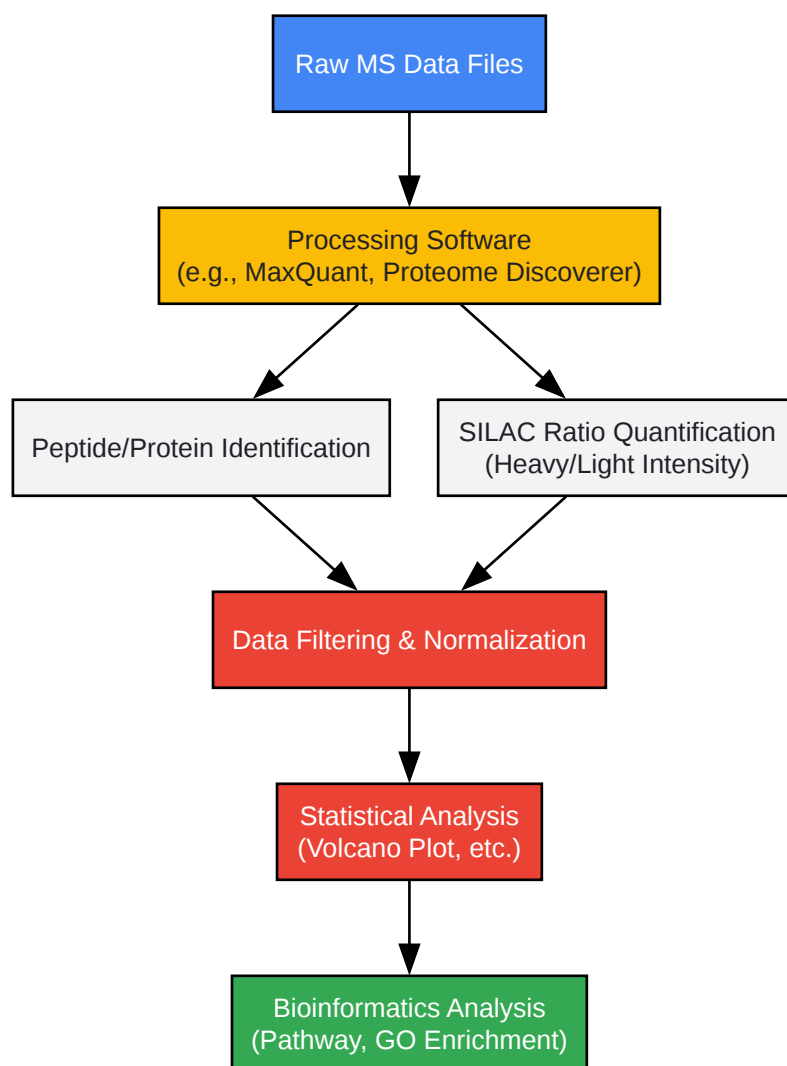 Raw MS Data Files
Processing Software
(e.g., MaxQuant, Proteome Discoverer)
Peptide/Protein Identification
SILAC Ratio Quantification
(Heavy/Light Intensity)
Data Filtering & Normalization
Statistical Analysis
(Volcano Plot, etc.)
Bioinformatics Analysis
(Pathway, GO Enrichment)